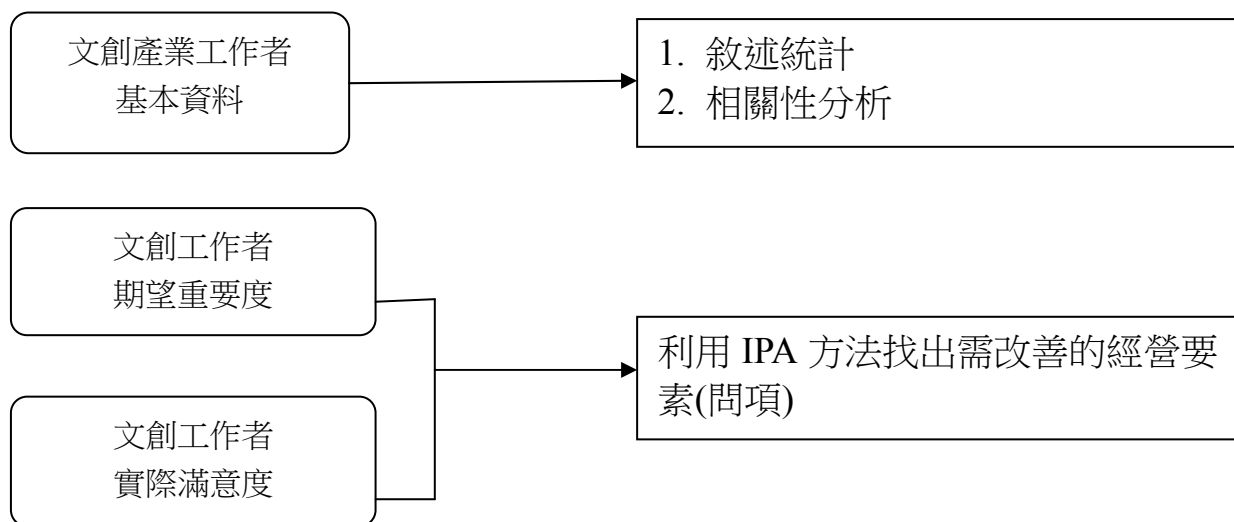 文創產業工作者
基本資料
1. 敘述統計
2. 相關性分析
文創工作者
期望重要度
利用 IPA 方法找出需改善的經營要
素(問項)
文創工作者
實際滿意度